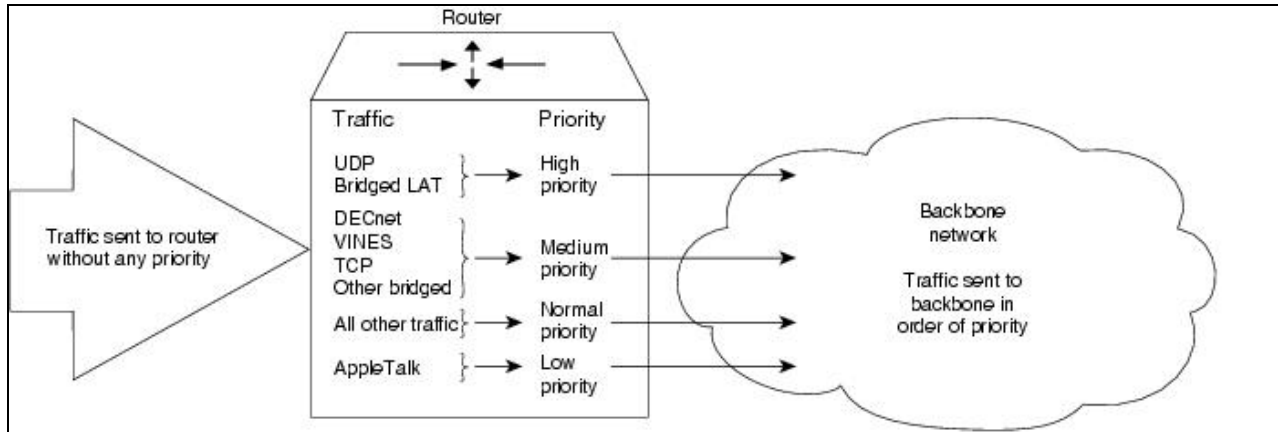 Router
Traffic sent to router
without any priority
Traffic
Priority
UDP
Bridged LAT
High
priority
DECnet
VINES
TCP
Other bridged
Medium
priority
All other traffic
Normal
priority
AppleTalk
Low
priority
Backbone
network
Traffic sent to
backbone in
order of priority